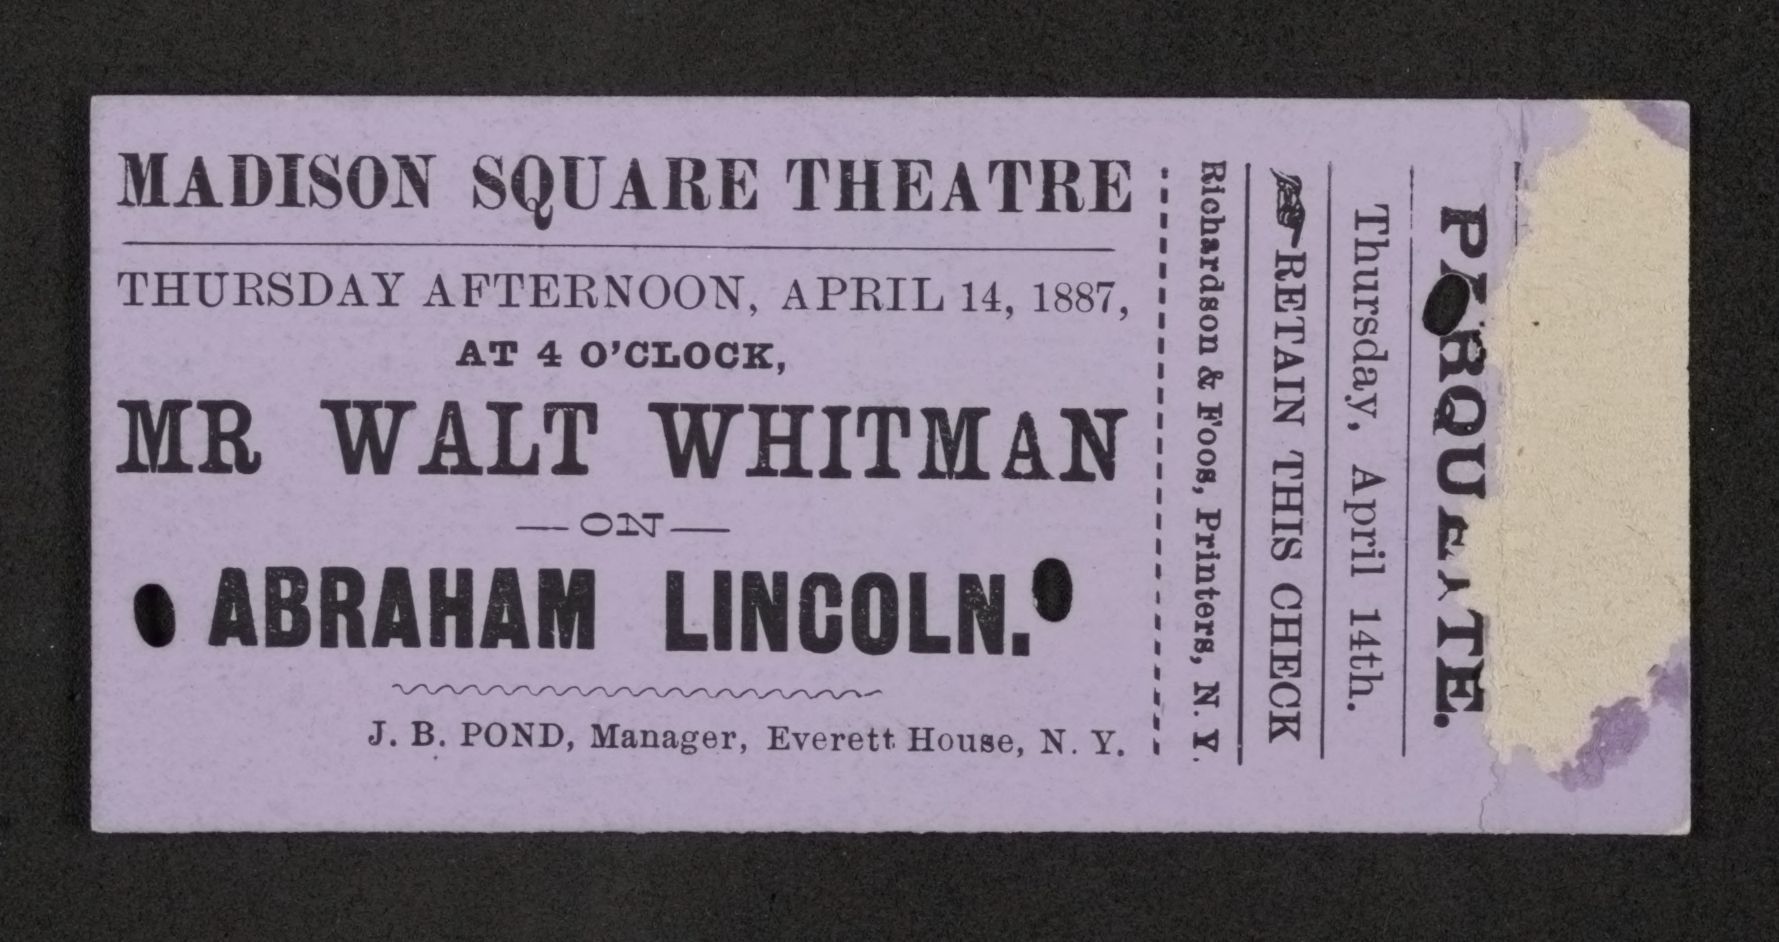 MADISON SQUARE THEATRE
THURSDAY AFTERNOON, APRIL 14, 1887,
AT 4 O'CLOCK,
MR WALT WHITMAN
—ON—
ABRAHAM LINCOLN.
J. B. POND, Manager, Everett House, N. Y.
Richardson & Foos, Printers, N. Y.
RETAIN THIS CHECK
Thursday, April 14th.
PARQUETTE.